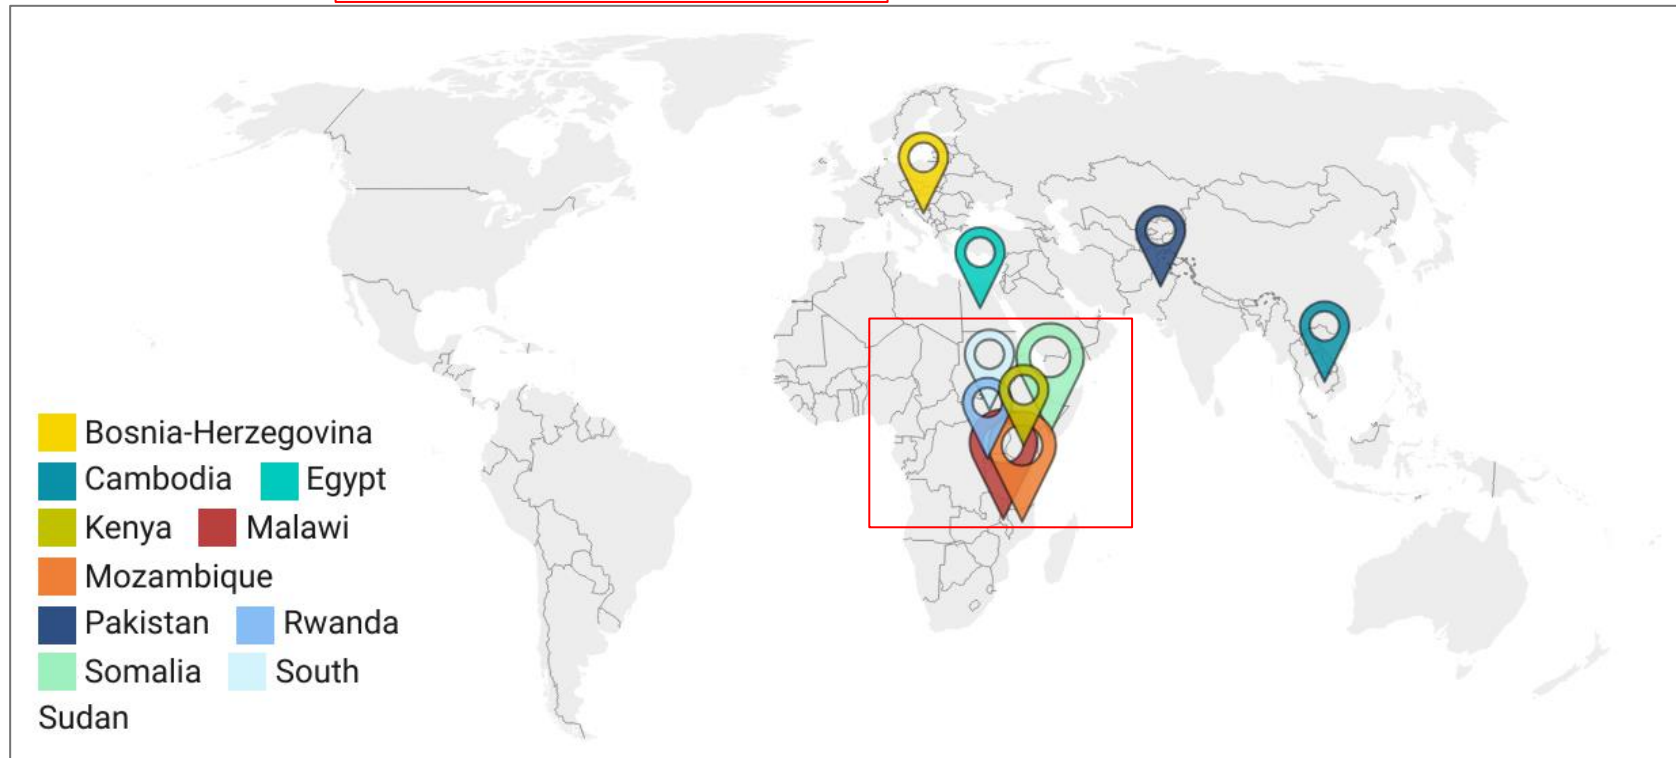 Bosnia-Herzegovina
Cambodia Egypt
Kenya Malawi
Mozambique
Pakistan Rwanda
Somalia South
Sudan